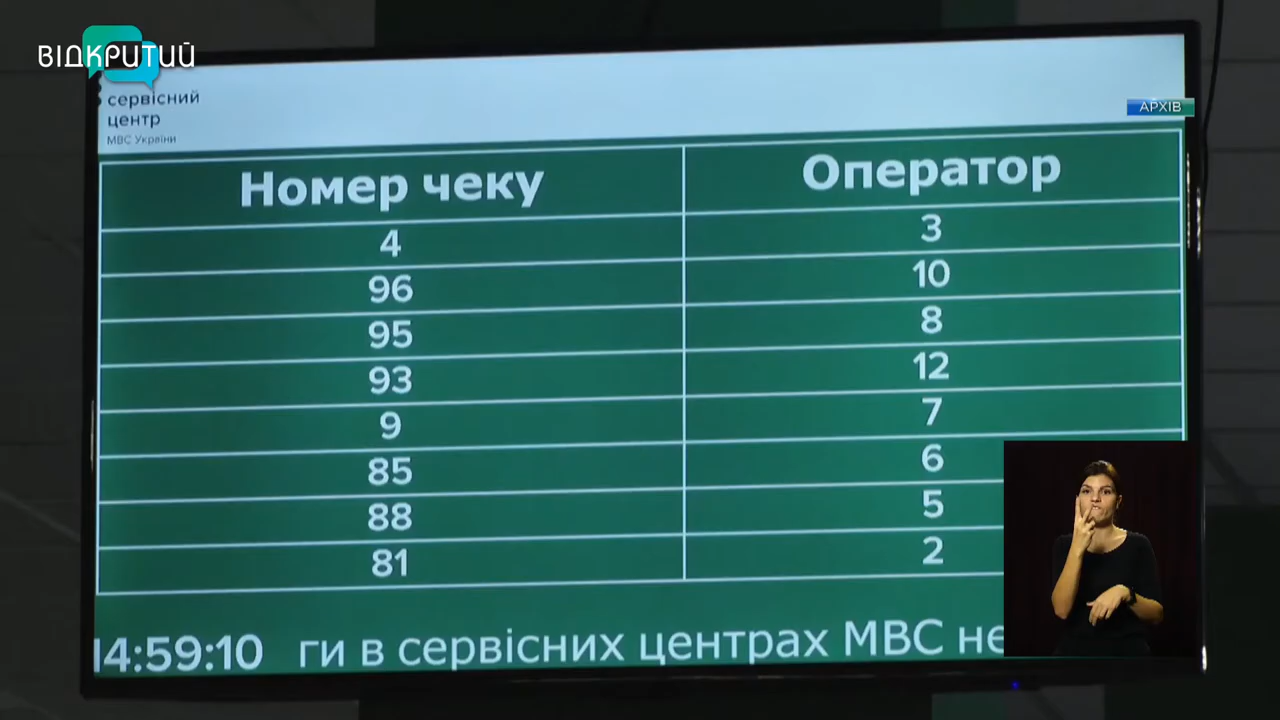 ВІДКРИТИЙ
сервісний
центр
МВС України
АРХІВ
Номер чеку Оператор
4 3
96 10
95 8
93 12
9 7
85 6
88 5
81 2
14:59:10 ги в сервісних центрах МВС не